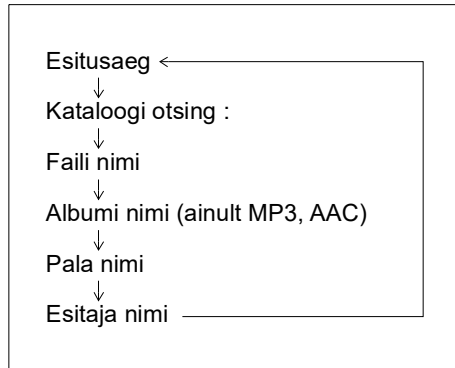 Esitusaeg
Kataloogi otsing :
Faili nimi
Albumi nimi (ainult MP3, AAC)
Pala nimi
Esitaja nimi